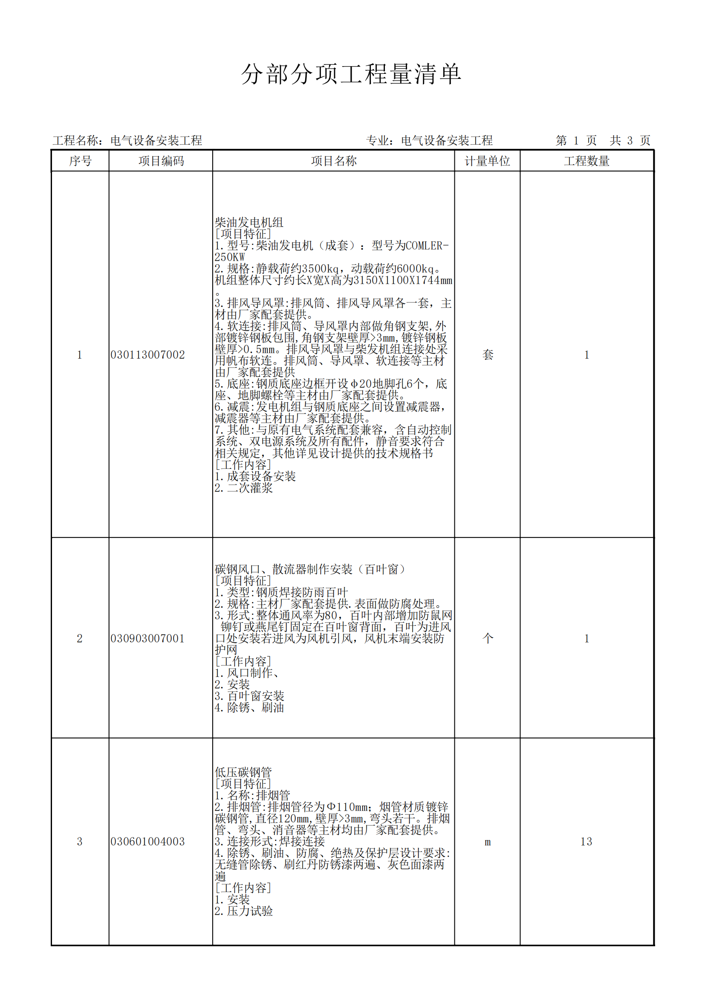 分部分项工程量清单
工程名称：电气设备安装工程 专业：电气设备安装工程 第 1 页 共 3 页
序号 项目编码 项目名称 计量单位 工程数量
柴油发电机组
[项目特征]
1.型号:柴油发电机（成套）：型号为COMLER-
250KW
2.规格:静载荷约3500kq，动载荷约6000kq。
机组整体尺寸约长X宽X高为3150X1100X1744mm
。
3.排风导风罩:排风筒、排风导风罩各一套，主
材由厂家配套提供。
4.软连接:排风筒、导风罩内部做角钢支架,外
部镀锌钢板包围,角钢支架壁厚>3mm,镀锌钢板
壁厚>0.5mm。排风导风罩与柴发机组连接处采
1 030113007002 套 1
用帆布软连。排风筒、导风罩、软连接等主材
由厂家配套提供
5.底座:钢质底座边框开设φ20地脚孔6个，底
座、地脚螺栓等主材由厂家配套提供。
6.减震:发电机组与钢质底座之间设置减震器，
减震器等主材由厂家配套提供。
7.其他:与原有电气系统配套兼容，含自动控制
系统、双电源系统及所有配件，静音要求符合
相关规定，其他详见设计提供的技术规格书
[工作内容]
1.成套设备安装
2.二次灌浆
碳钢风口、散流器制作安装（百叶窗）
[项目特征]
1.类型:钢质焊接防雨百叶
2.规格:主材厂家配套提供.表面做防腐处理。
3.形式:整体通风率为80，百叶内部增加防鼠网
铆钉或燕尾钉固定在百叶窗背面，百叶为进风
2 030903007001 口处安装若进风为风机引风，风机末端安装防 个 1
护网
[工作内容]
1.风口制作、
2.安装
3.百叶窗安装
4.除锈、刷油
低压碳钢管
[项目特征]
1.名称:排烟管
2.排烟管:排烟管径为Φ110mm；烟管材质镀锌
碳钢管,直径120mm,壁厚>3mm,弯头若干。排烟
管、弯头、消音器等主材均由厂家配套提供。
3 030601004003 3.连接形式:焊接连接 m 13
4.除锈、刷油、防腐、绝热及保护层设计要求:
无缝管除锈、刷红丹防锈漆两遍、灰色面漆两
遍
[工作内容]
1.安装
2.压力试验